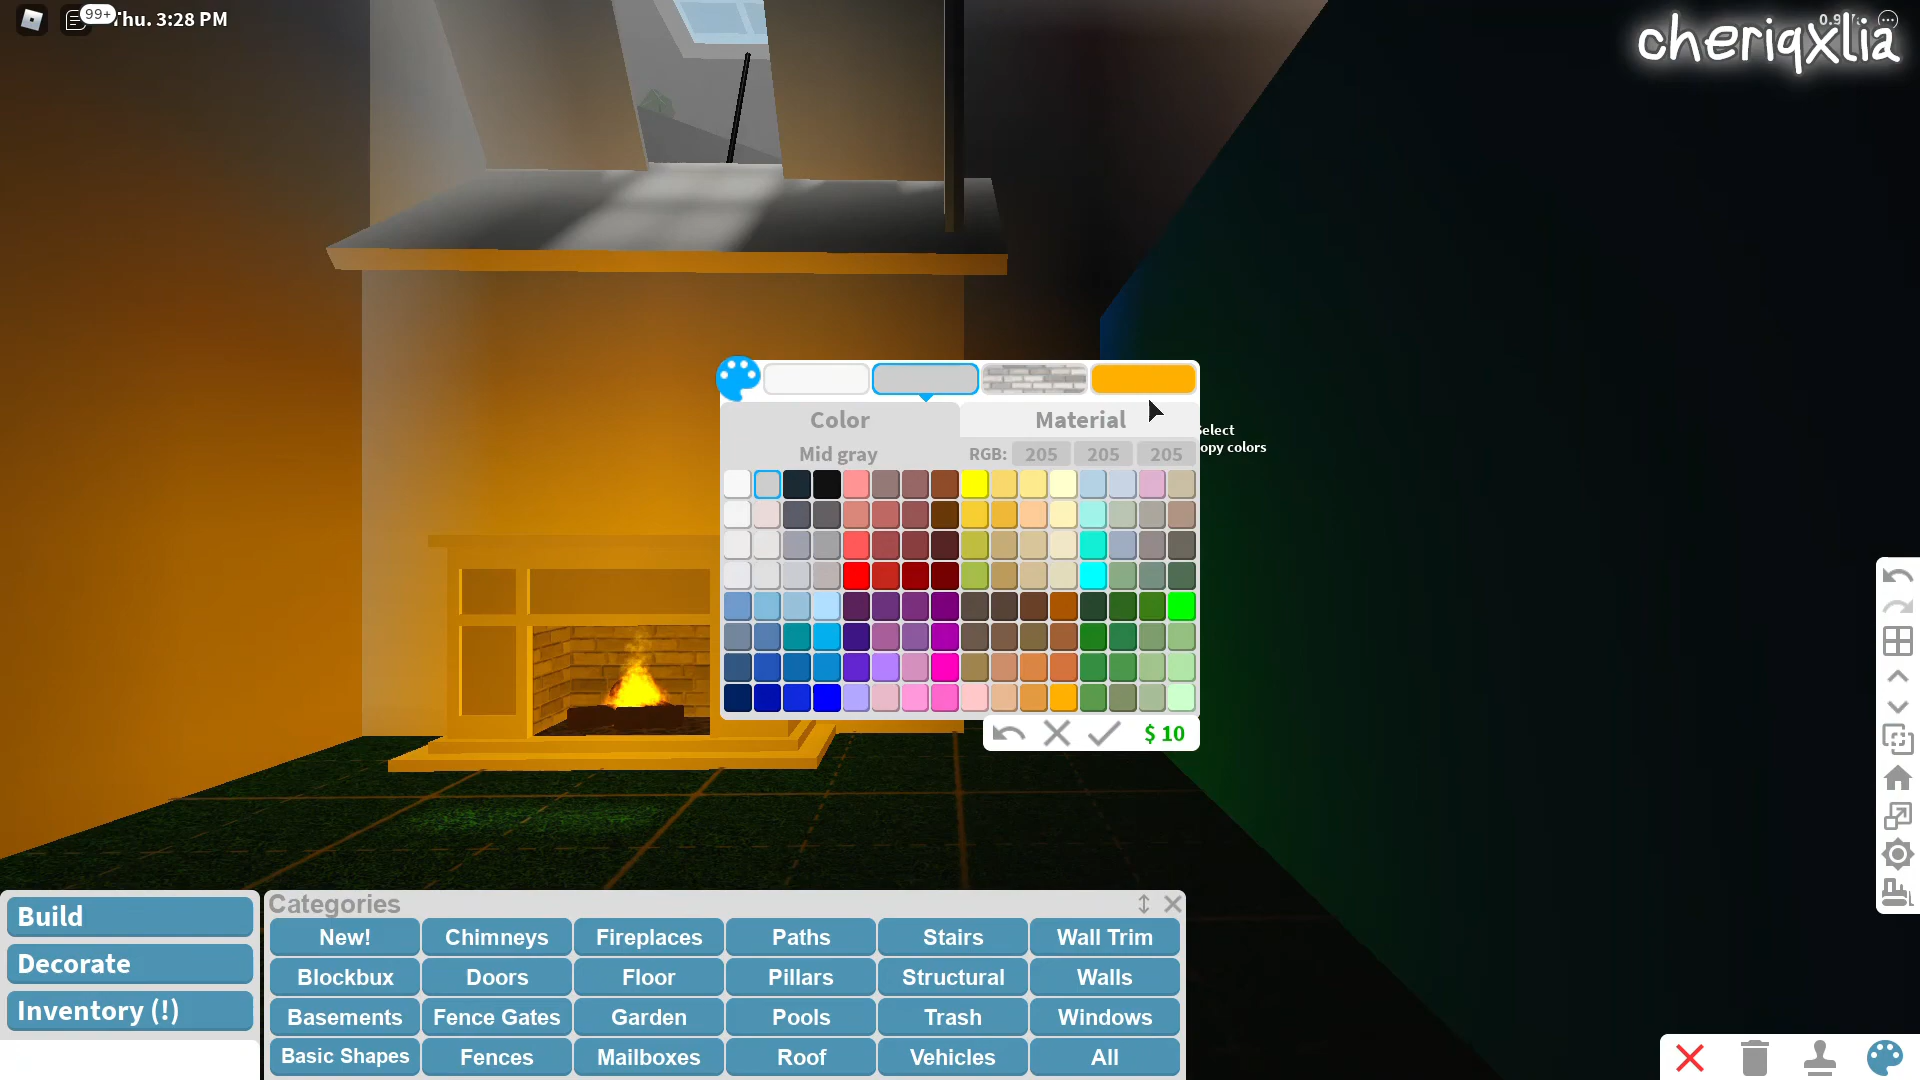 99+
Thu. 3:28 PM
cheriqxlia
Color
Material
Mid gray
RGB: 205 205 205
Select
opy colors
$ 10
Build
Decorate
Inventory (!)
Categories
New! Chimneys Fireplaces Paths Stairs Wall Trim
Blockbux Doors Floor Pillars Structural Walls
Basements Fence Gates Garden Pools Trash Windows
Basic Shapes Fences Mailboxes Roof Vehicles All